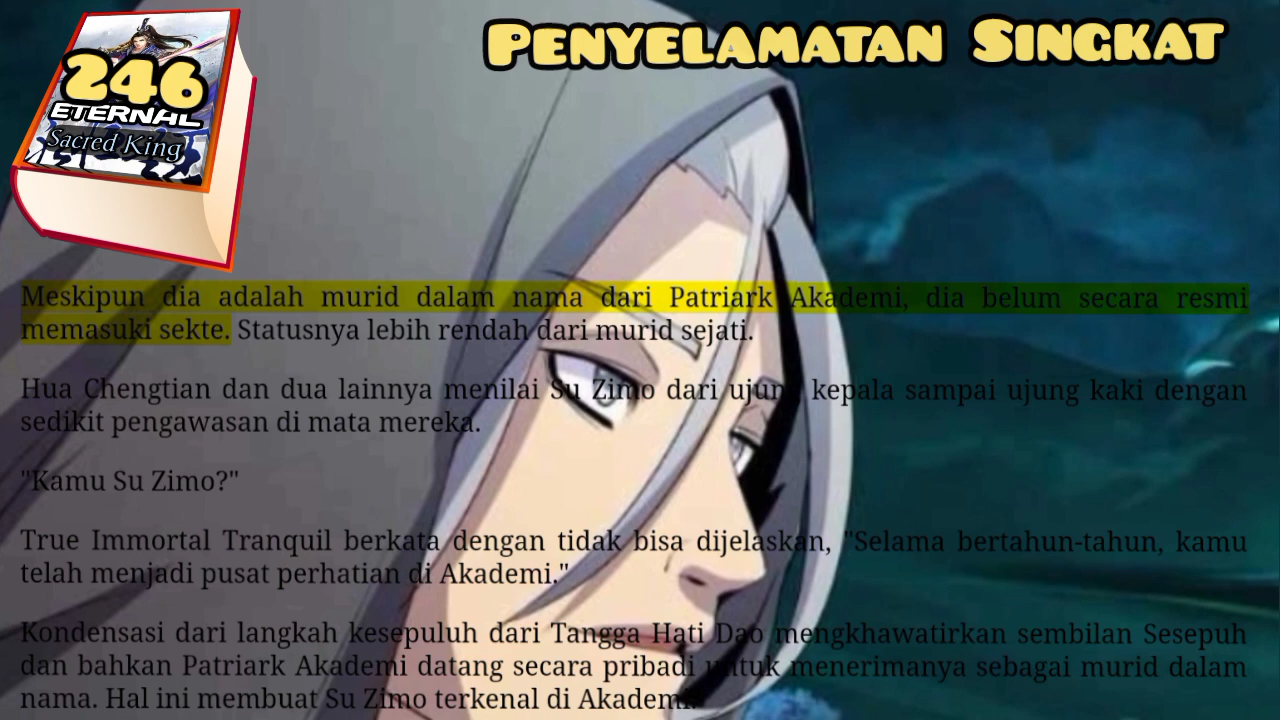 Penyelamatan Singkat
246
ETERNAL
Sacred King
Meskipun dia adalah murid dalam nama dari Patriark Akademi, dia belum secara resmi
memasuki sekte. Statusnya lebih rendah dari murid sejati.
Hua Chengtian dan dua lainnya menilai Su Zimo dari ujung kepala sampai ujung kaki dengan
sedikit pengawasan di mata mereka.
"Kamu Su Zimo?"
True Immortal Tranquil berkata dengan tidak bisa dijelaskan, "Selama bertahun-tahun, kamu
telah menjadi pusat perhatian di Akademi."
Kondensasi dari langkah kesepuluh dari Tangga Hati Dao mengkhawatirkan sembilan Sesepuh
dan bahkan Patriark Akademi datang secara pribadi untuk menerimanya sebagai murid dalam
nama. Hal ini membuat Su Zimo terkenal di Akademi.